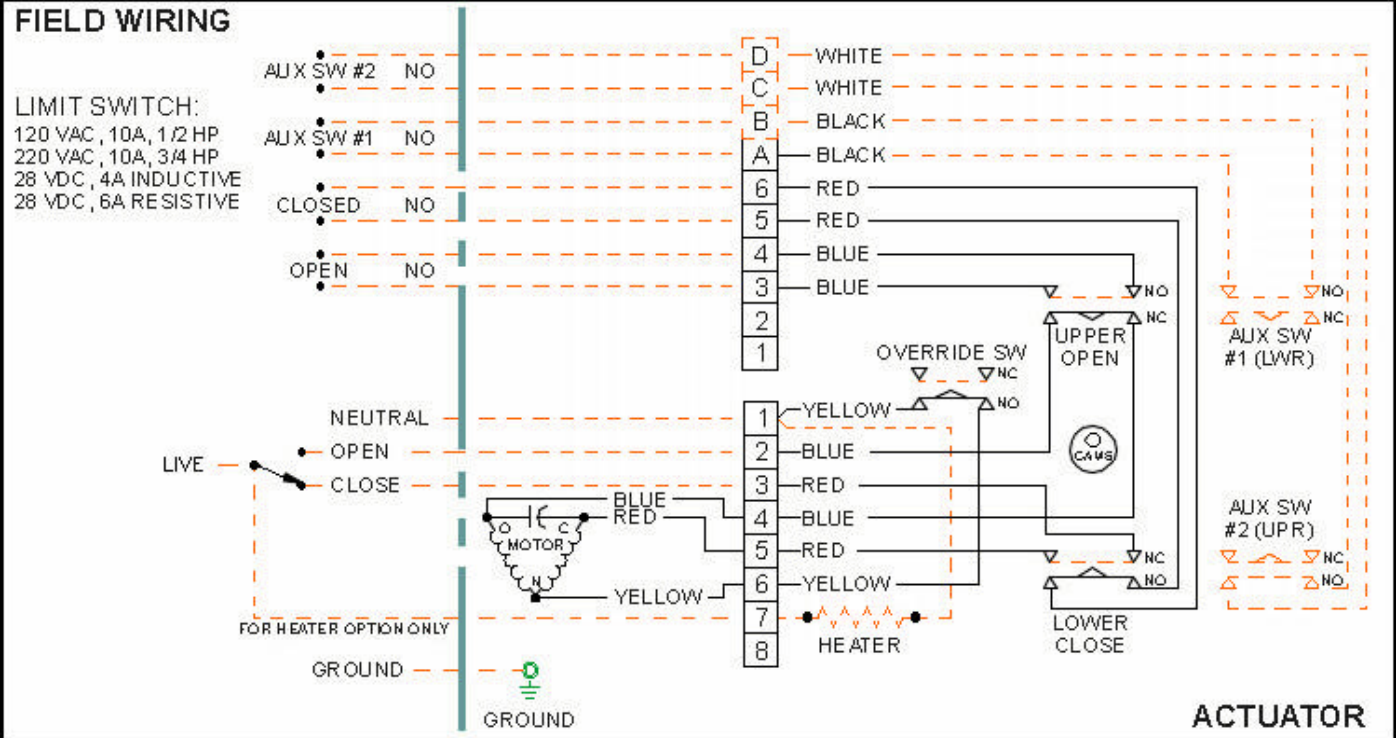 FIELD WIRING
AUX SW #2 NO
LIMIT SWITCH:
120 VAC, 10A, 1/2 HP
220 VAC, 10A, 3/4 HP
28 VDC, 4A INDUCTIVE
28 VDC, 6A RESISTIVE
AUX SW #1 NO
CLOSED NO
OPEN NO
D WHITE
C WHITE
B BLACK
A BLACK
6 RED
5 RED
4 BLUE
3 BLUE
2
1
NO
NC
UPPER
OPEN
NO
NC
AUX SW
#1 (LWR)
OVERRIDE SW
NC
NO
CAMS
NEUTRAL
LIVE
OPEN
CLOSE
1 YELLOW
2 BLUE
3 RED
4 BLUE
5 RED
6 YELLOW
7
8
BLUE
RED
O C
MOTOR
N
YELLOW
FOR HEATER OPTION ONLY
HEATER
NC
NO
LOWER
CLOSE
AUX SW
#2 (UPR)
NC
NO
GROUND
GROUND
ACTUATOR